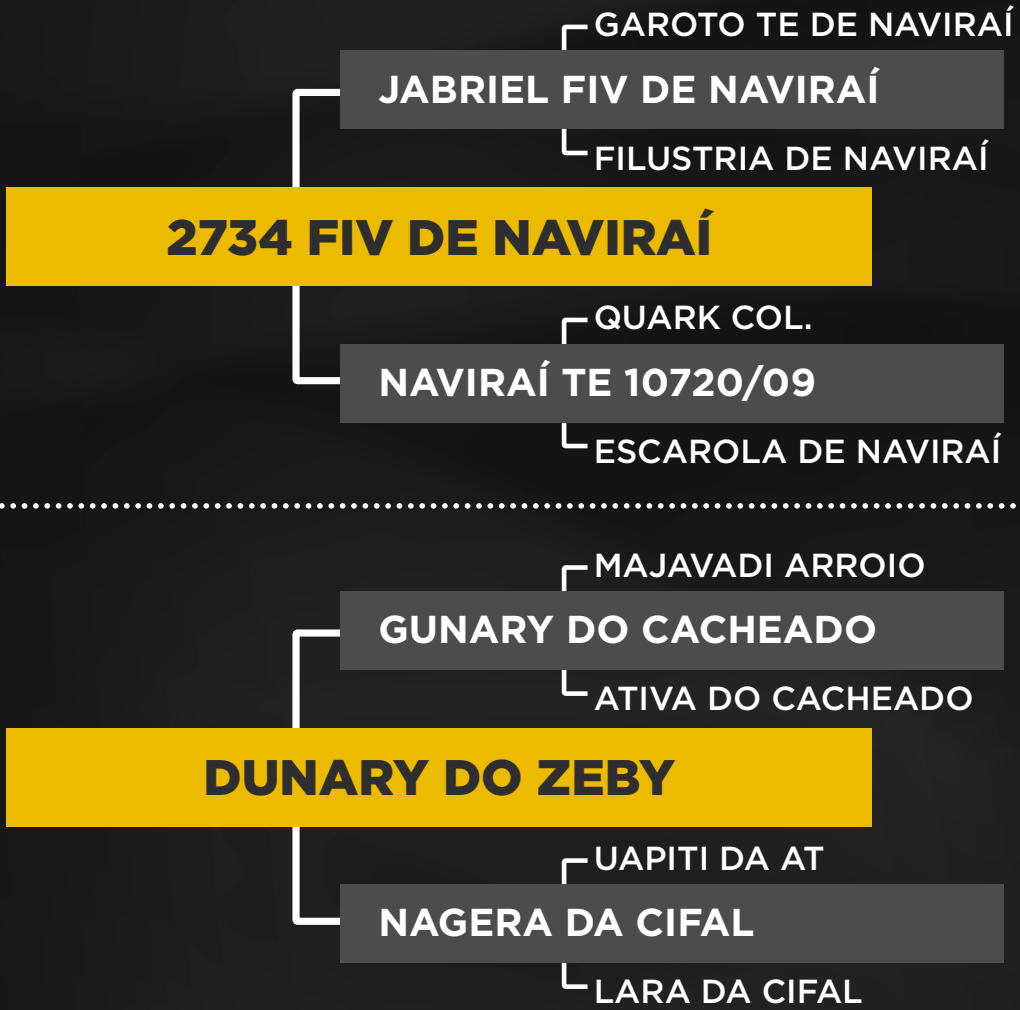 GAROTO TE DE NAVIRAÍ
JABRIEL FIV DE NAVIRAÍ
FILUSTRIA DE NAVIRAÍ
2734 FIV DE NAVIRAÍ
QUARK COL.
NAVIRAÍ TE 10720/09
ESCAROLA DE NAVIRAÍ
MAJAVADI ARROIO
GUNARY DO CACHEADO
ATIVA DO CACHEADO
DUNARY DO ZEBY
UAPITI DA AT
NAGERA DA CIFAL
LARA DA CIFAL